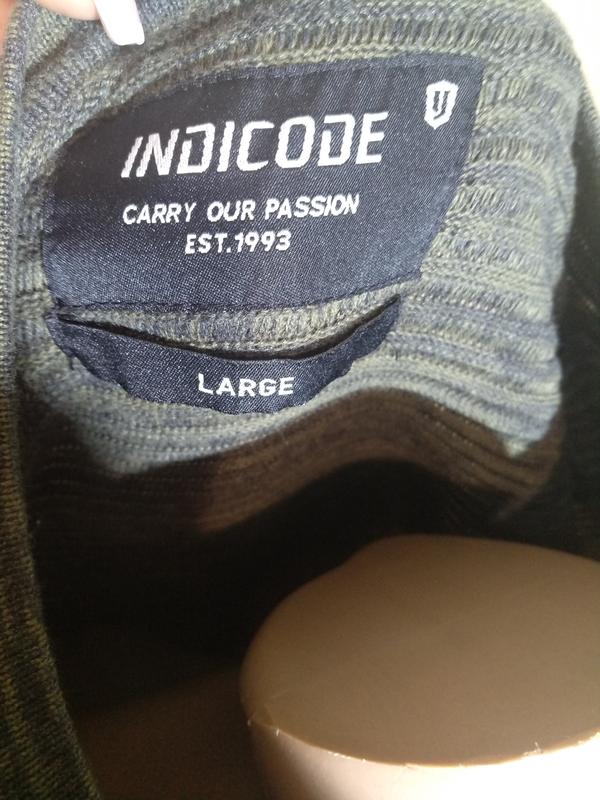 INDICODE
CARRY OUR PASSION
EST.1993
LARGE